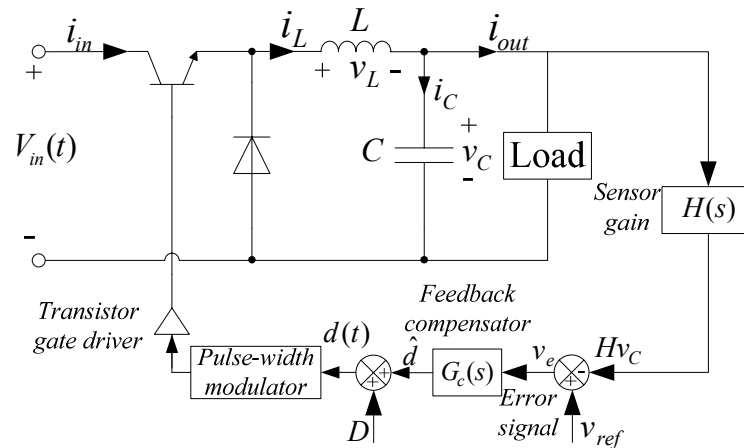 i_in
i_L
L
i_out
+
+ v_L -
i_C
V_in(t)
C
+
v_C
-
Load
Sensor
gain
H(s)
-
Transistor
gate driver
Feedback
compensator
d(t)
d̂
v_e
Hv_C
Pulse-width
modulator
+
+
G_c(s)
-
+
Error
signal
D
v_ref